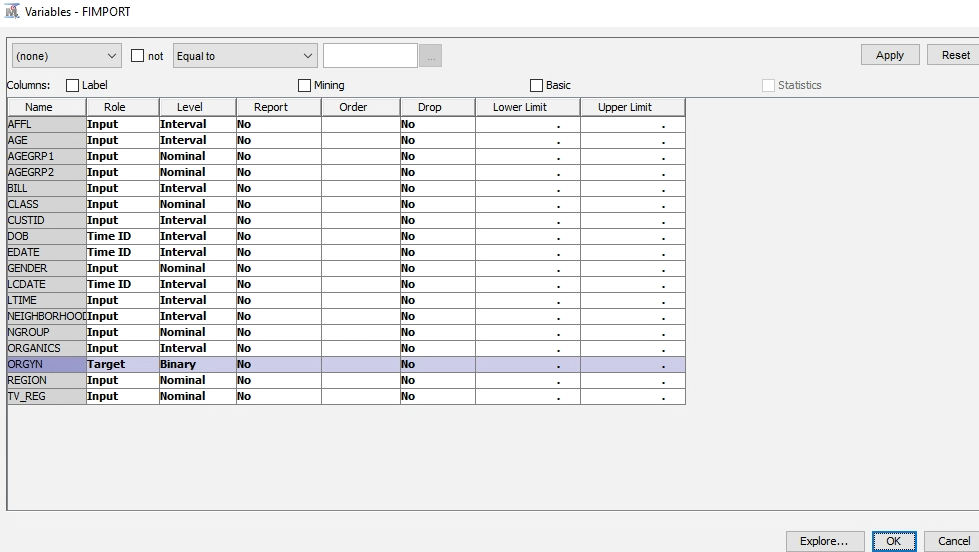 Variables - FIMPORT
(none) not Equal to ... Apply Reset
Columns: Label Mining Basic Statistics
Name Role Level Report Order Drop Lower Limit Upper Limit
AFFL Input Interval No No . .
AGE Input Interval No No . .
AGEGRP1 Input Nominal No No . .
AGEGRP2 Input Nominal No No . .
BILL Input Interval No No . .
CLASS Input Nominal No No . .
CUSTID Input Interval No No . .
DOB Time ID Interval No No . .
EDATE Time ID Interval No No . .
GENDER Input Nominal No No . .
LCDATE Time ID Interval No No . .
LTIME Input Interval No No . .
NEIGHBORHOOD Input Interval No No . .
NGROUP Input Nominal No No . .
ORGANICS Input Interval No No . .
ORGYN Target Binary No No . .
REGION Input Nominal No No . .
TV_REG Input Nominal No No . .
Explore... OK Cancel